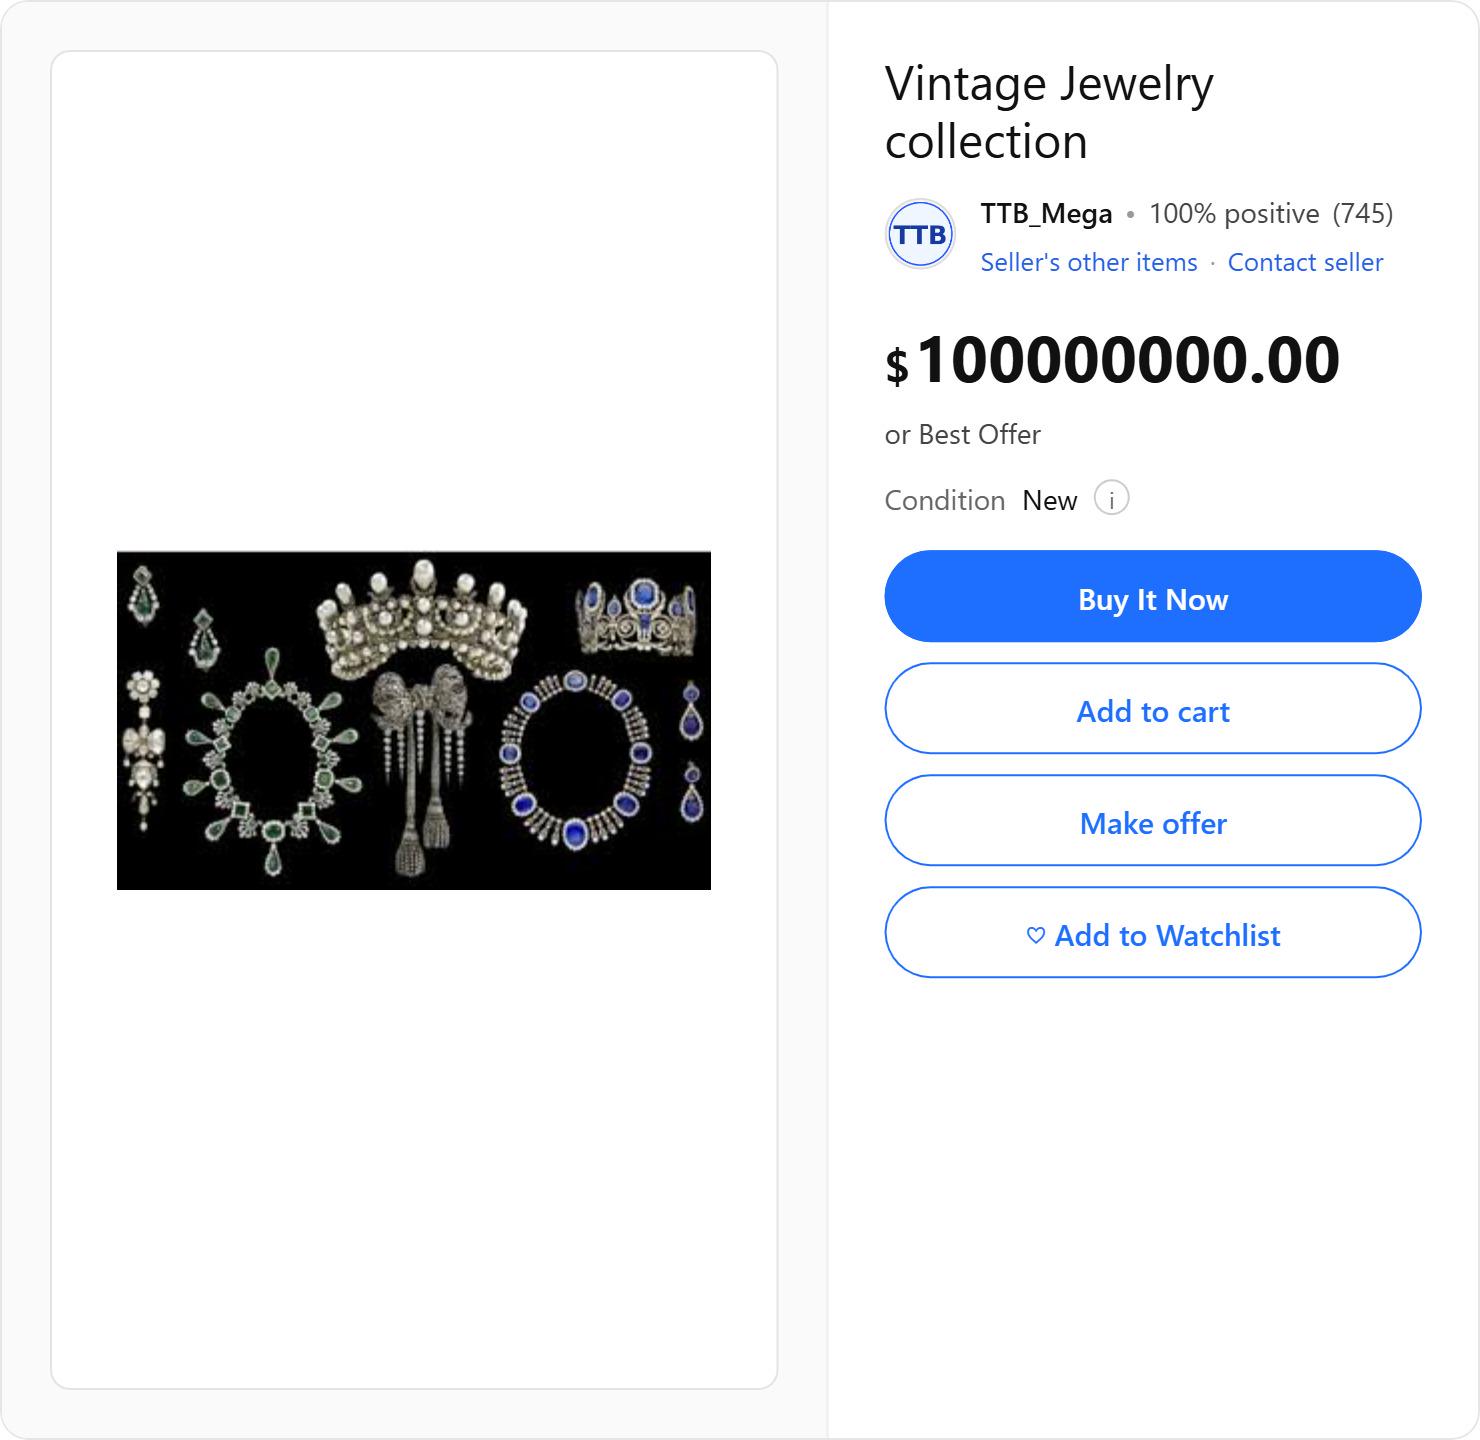 Vintage Jewelry
collection
TTB
TTB_Mega • 100% positive (745)
Seller's other items · Contact seller
$100000000.00
or Best Offer
Condition New i
Buy It Now
Add to cart
Make offer
♡ Add to Watchlist